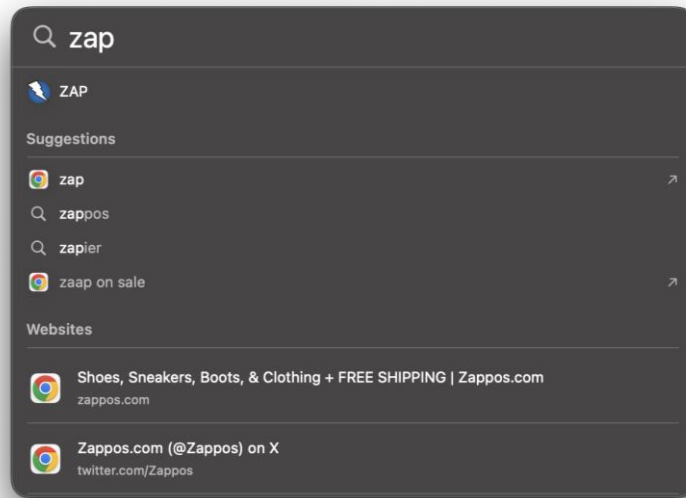 zap
ZAP
Suggestions
zap
zappos
zapier
zaap on sale
Websites
Shoes, Sneakers, Boots, & Clothing + FREE SHIPPING | Zappos.com
zappos.com
Zappos.com (@Zappos) on X
twitter.com/Zappos